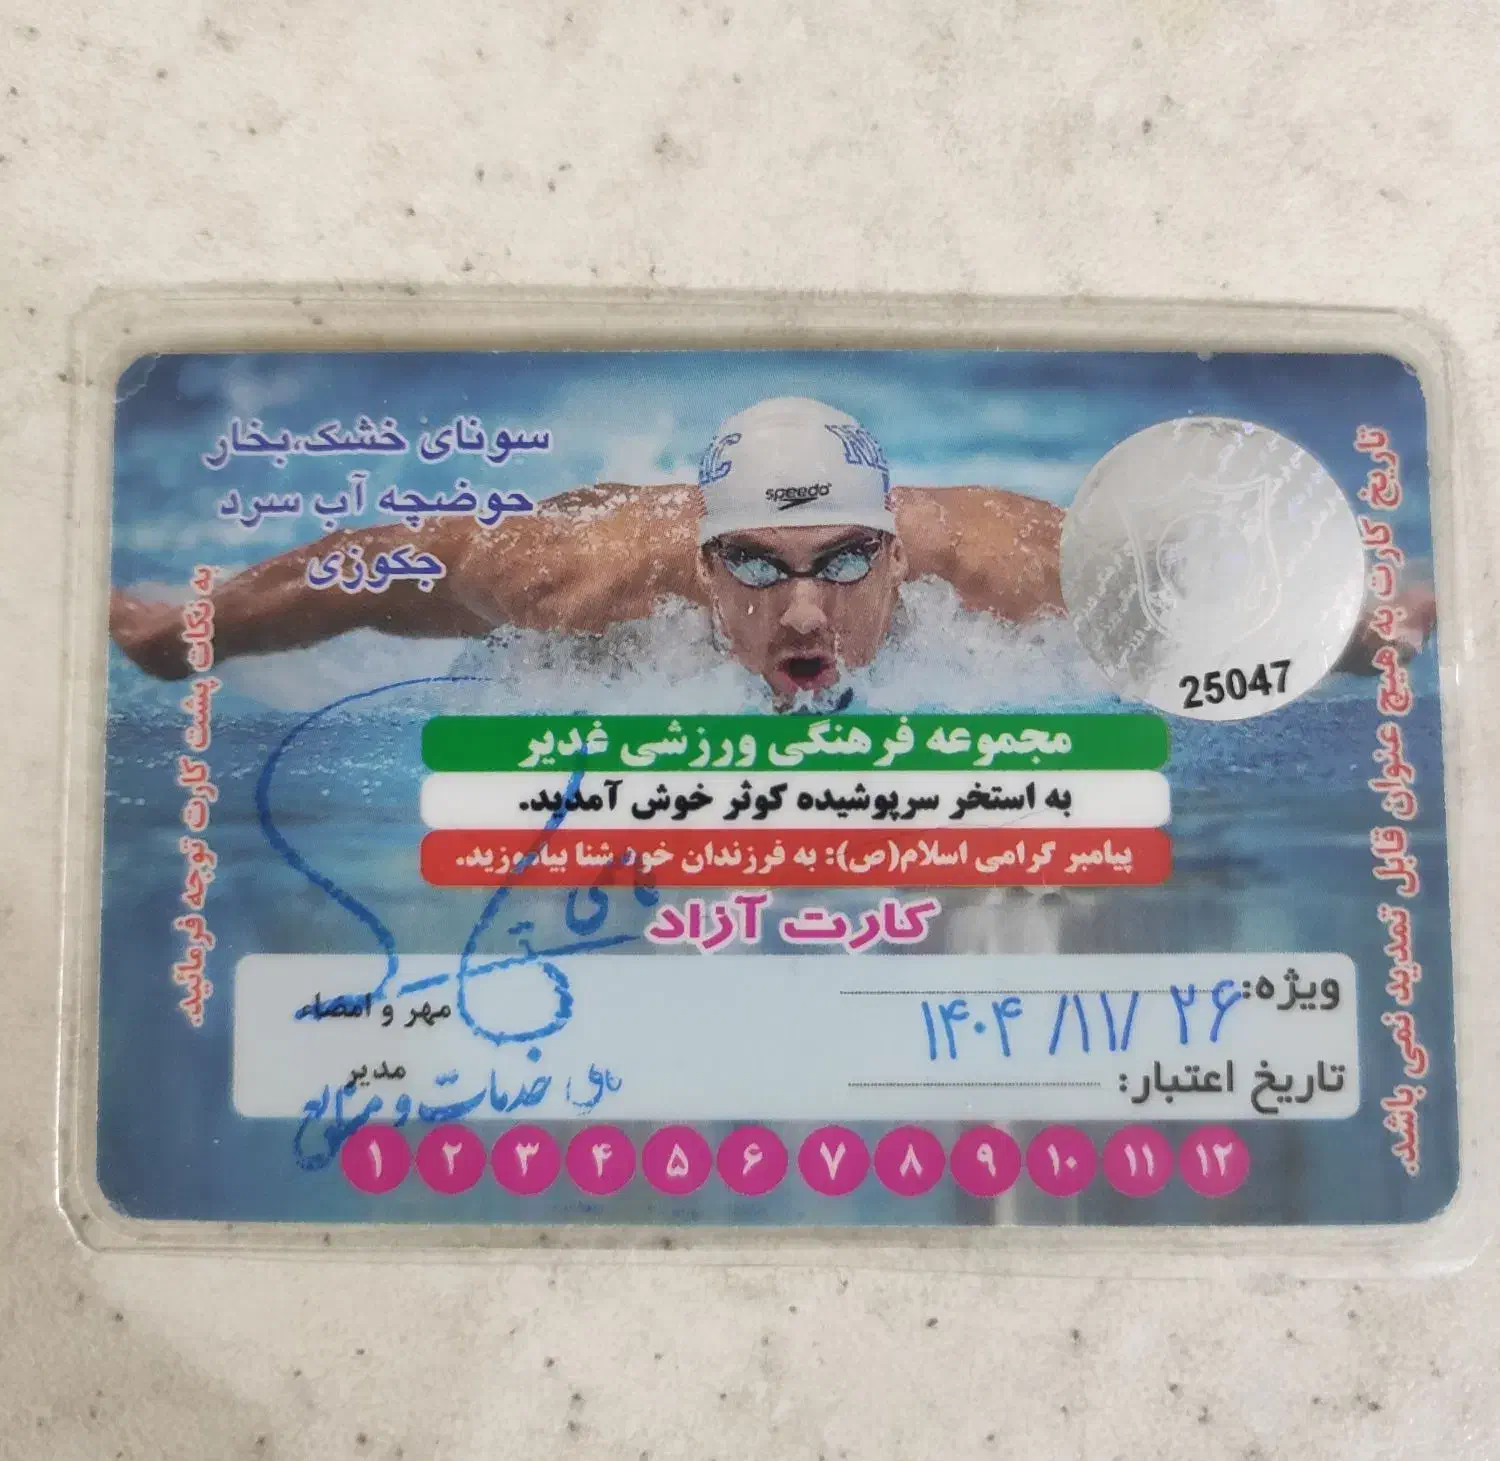 سونای خشک،بخار
حوضچه آب سرد
جکوزی
speedo
25047
تاریخ کارت به هیچ عنوان قابل تمدید نمی باشد.
به نکات پشت کارت توجه فرمائید.
مجموعه فرهنگی ورزشی غدیر
به استخر سرپوشیده کوثر خوش آمدید.
پیامبر گرامی اسلام(ص): به فرزندان خود شنا بیاموزید.
کارت آزاد
ویژه:
۱۴۰۴/۱۱/۲۶
تاریخ اعتبار:
مهر و امضاء
مدیر
خدمات و منابع
۱ ۲ ۳ ۴ ۵ ۶ ۷ ۸ ۹ ۱۰ ۱۱ ۱۲